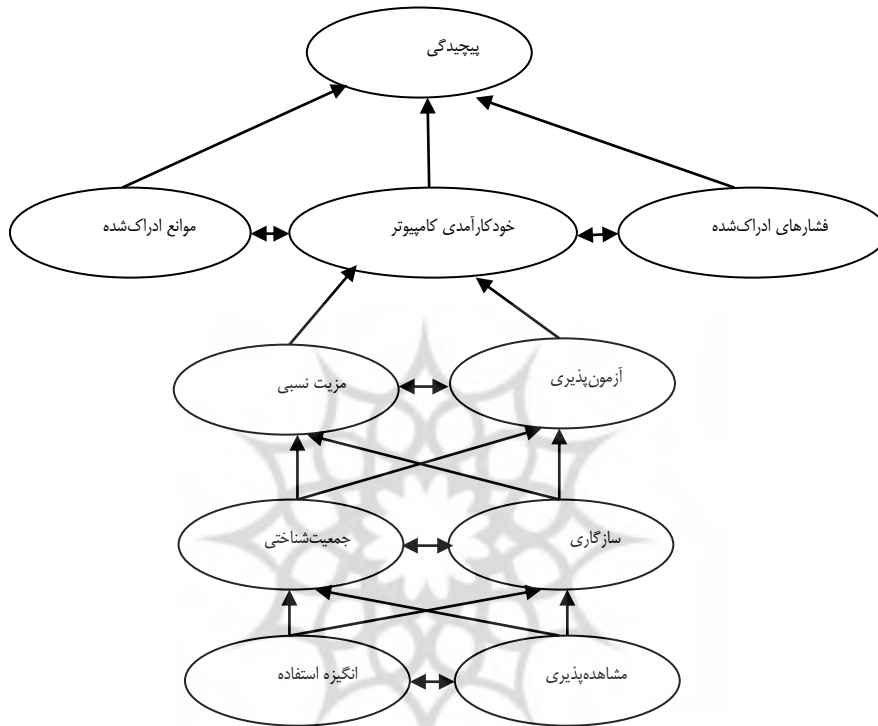 پیچیدگی
فشارهای ادراک‌شده
خودکارآمدی کامپیوتر
موانع ادراک‌شده
آزمون‌پذیری
مزیت نسبی
سازگاری
جمعیت‌شناختی
مشاهده‌پذیری
انگیزه استفاده